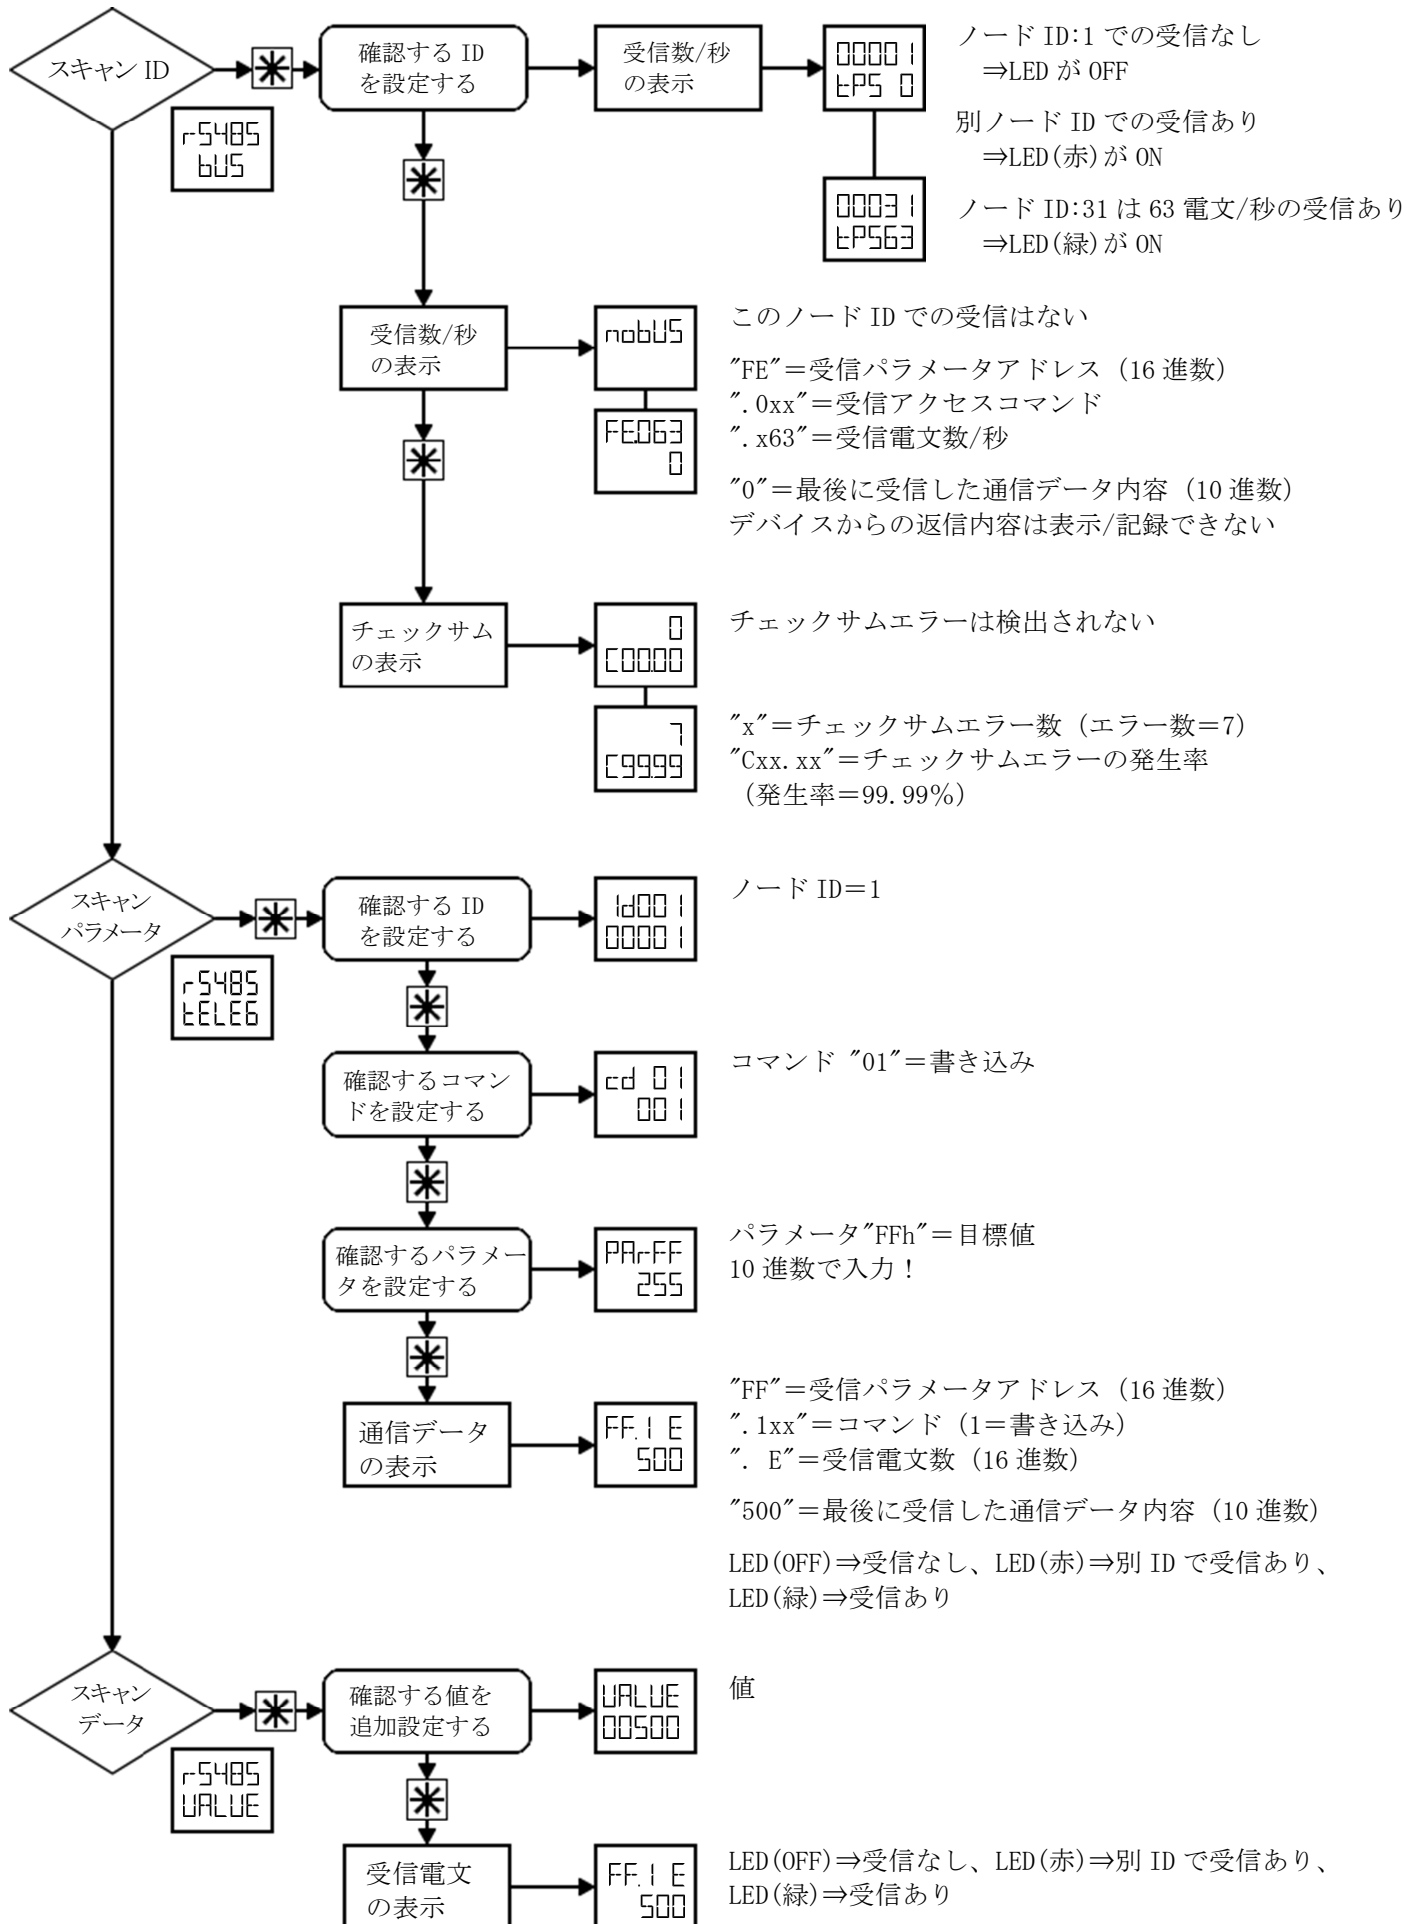 スキャン ID
rS485
bUS
確認する ID
を設定する
受信数/秒
の表示
00001
tPS 0
ノード ID:1 での受信なし
⇒LED が OFF
別ノード ID での受信あり
⇒LED(赤)が ON
00031
tPS63
ノード ID:31 は 63 電文/秒の受信あり
⇒LED(緑)が ON
受信数/秒
の表示
nobUS
このノード ID での受信はない
FE.063
0
"FE"＝受信パラメータアドレス (16 進数)
".0xx"＝受信アクセスコマンド
".x63"＝受信電文数/秒
"0"＝最後に受信した通信データ内容 (10 進数)
デバイスからの返信内容は表示/記録できない
チェックサム
の表示
0
C00.00
チェックサムエラーは検出されない
7
C99.99
"x"＝チェックサムエラー数 (エラー数＝7)
"Cxx.xx"＝チェックサムエラーの発生率
(発生率＝99.99％)
スキャン
パラメータ
rS485
tELEG
確認する ID
を設定する
Id001
00001
ノード ID＝1
確認するコマン
ドを設定する
cd 01
001
コマンド "01"＝書き込み
確認するパラメー
タを設定する
PArFF
255
パラメータ"FFh"＝目標値
10 進数で入力！
通信データ
の表示
FF.1 E
500
"FF"＝受信パラメータアドレス (16 進数)
".1xx"＝コマンド (1＝書き込み)
". E"＝受信電文数 (16 進数)
"500"＝最後に受信した通信データ内容 (10 進数)
LED(OFF)⇒受信なし、LED(赤)⇒別 ID で受信あり、
LED(緑)⇒受信あり
スキャン
データ
rS485
VALUE
確認する値を
追加設定する
VALUE
00500
値
受信電文
の表示
FF.1 E
500
LED(OFF)⇒受信なし、LED(赤)⇒別 ID で受信あり、
LED(緑)⇒受信あり